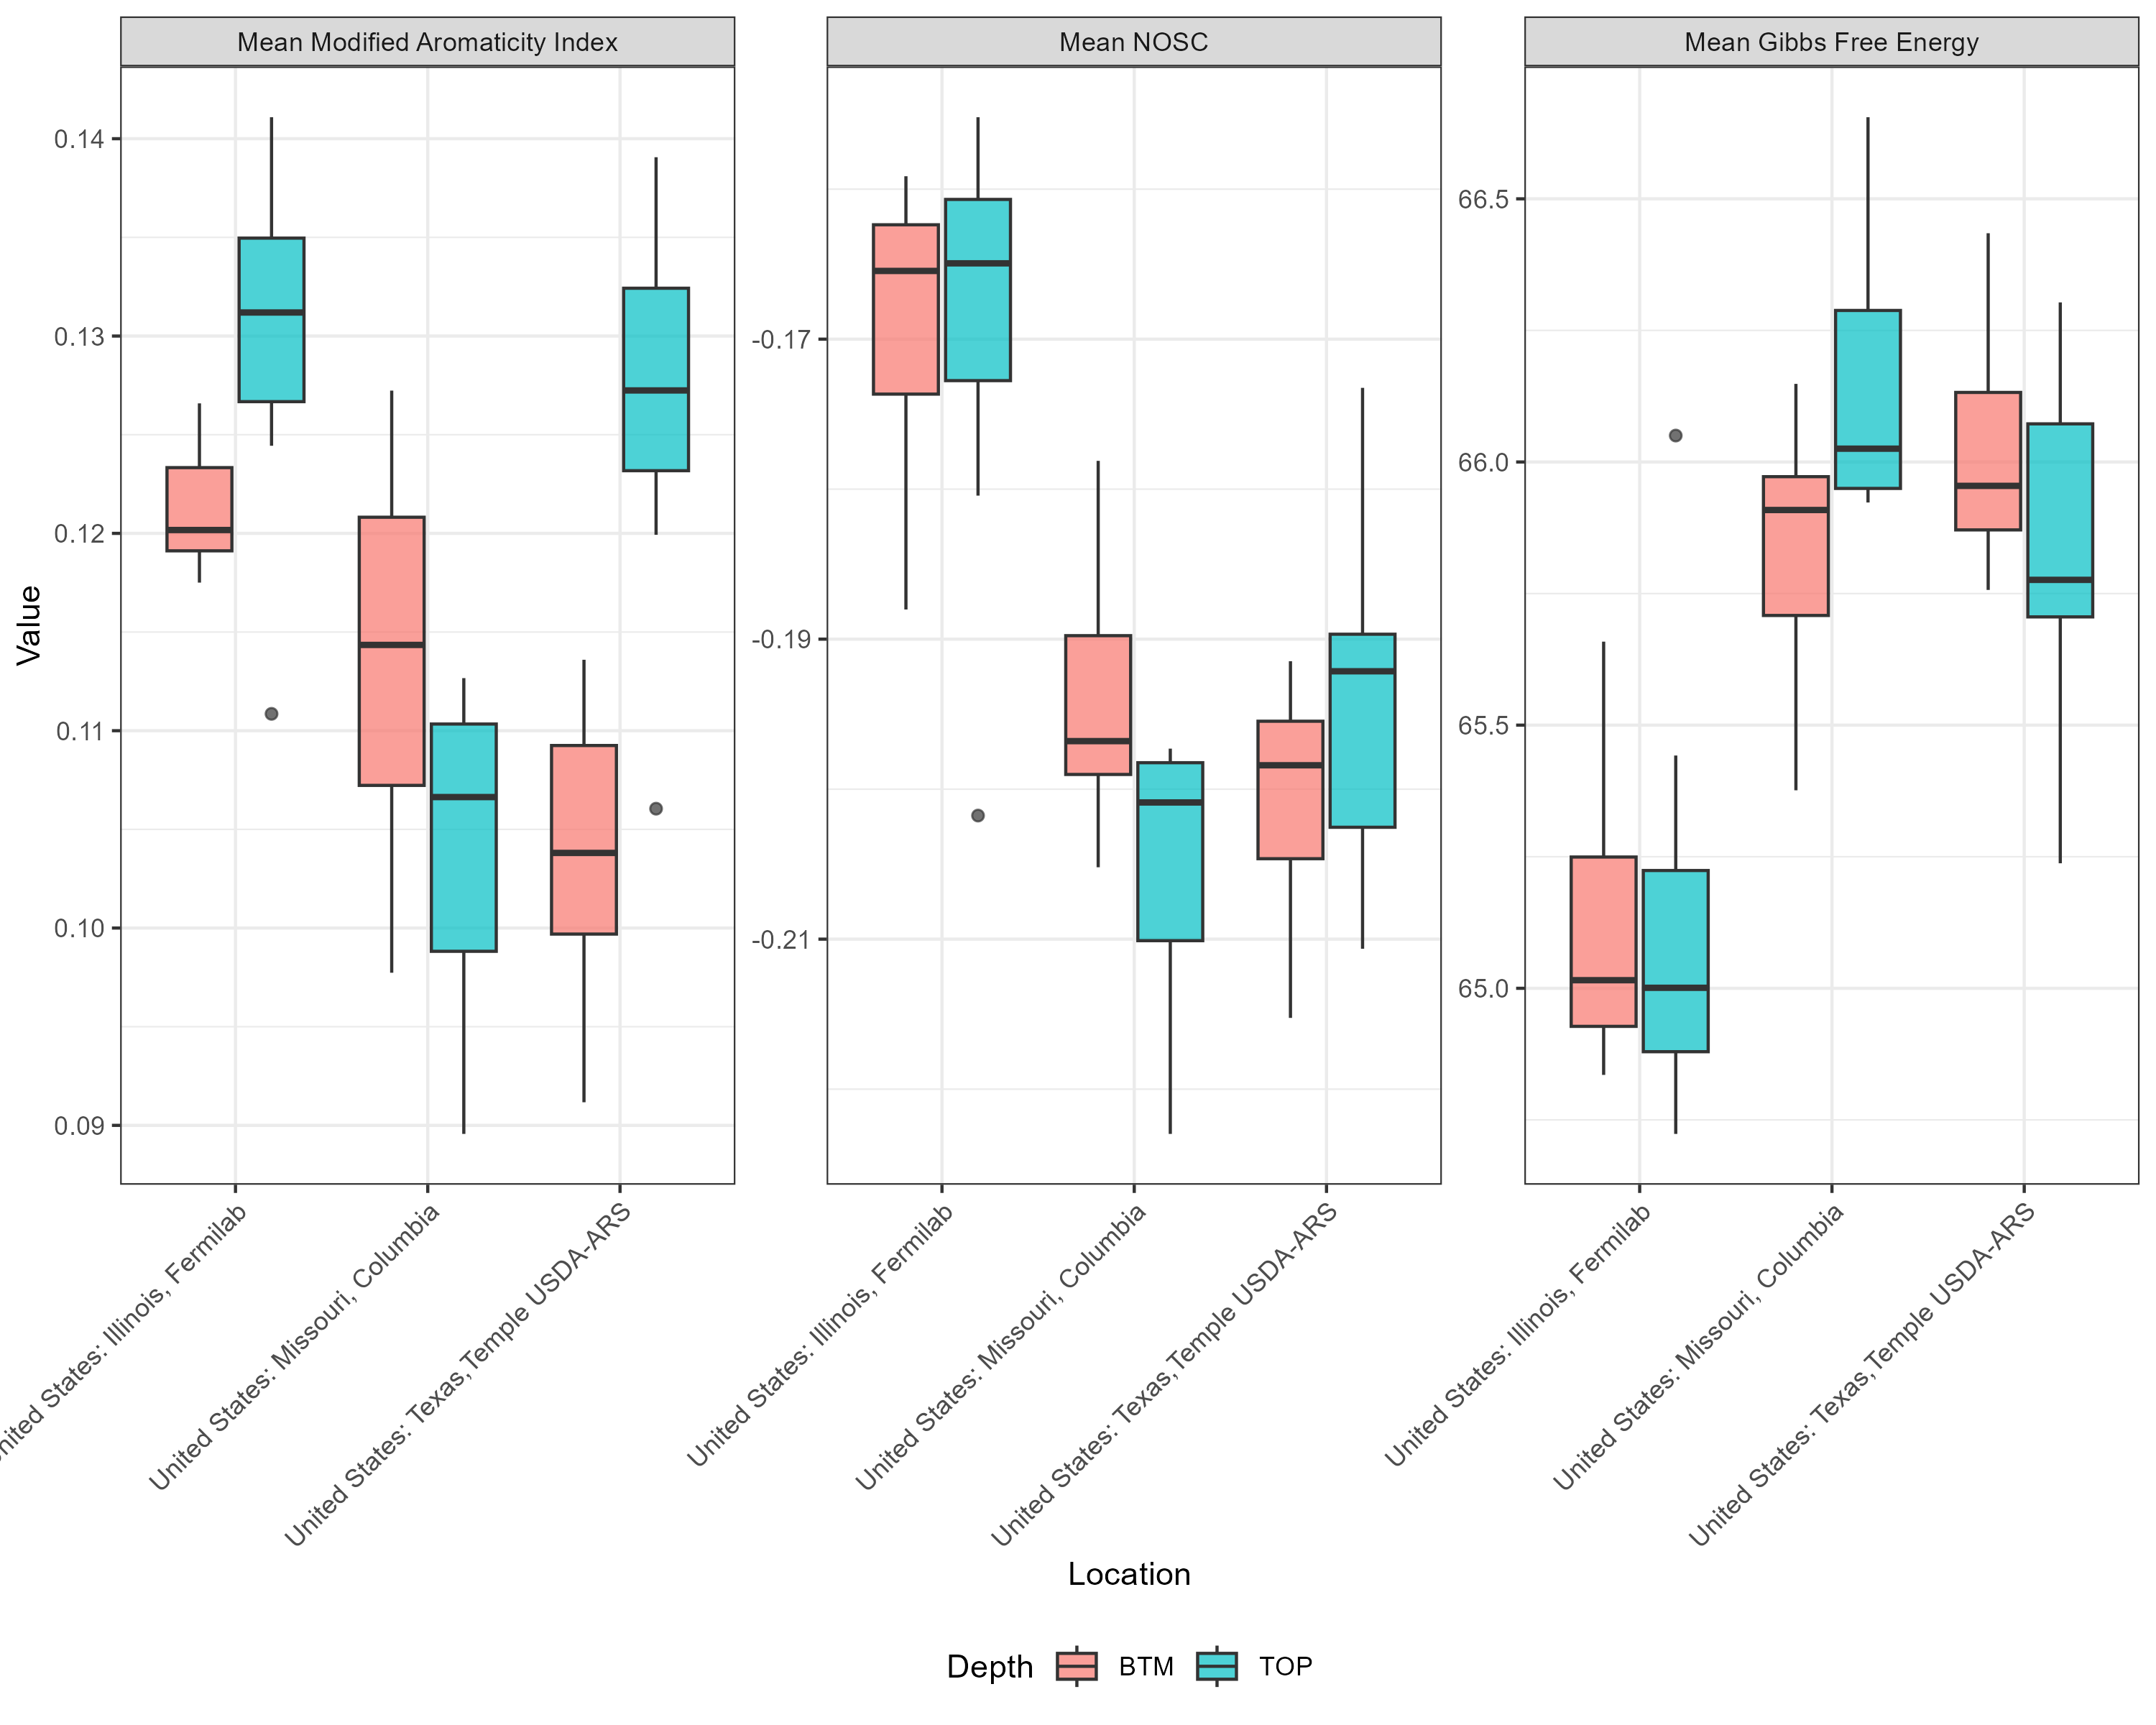 Mean Modified Aromaticity Index
Mean NOSC
Mean Gibbs Free Energy
Value
0.14
0.13
0.12
0.11
0.10
0.09
-0.17
-0.19
-0.21
66.5
66.0
65.5
65.0
nited States: Illinois, Fermilab
United States: Missouri, Columbia
United States: Texas, Temple USDA-ARS
United States: Illinois, Fermilab
United States: Missouri, Columbia
United States: Texas, Temple USDA-ARS
United States: Illinois, Fermilab
United States: Missouri, Columbia
United States: Texas, Temple USDA-ARS
Location
Depth BTM TOP